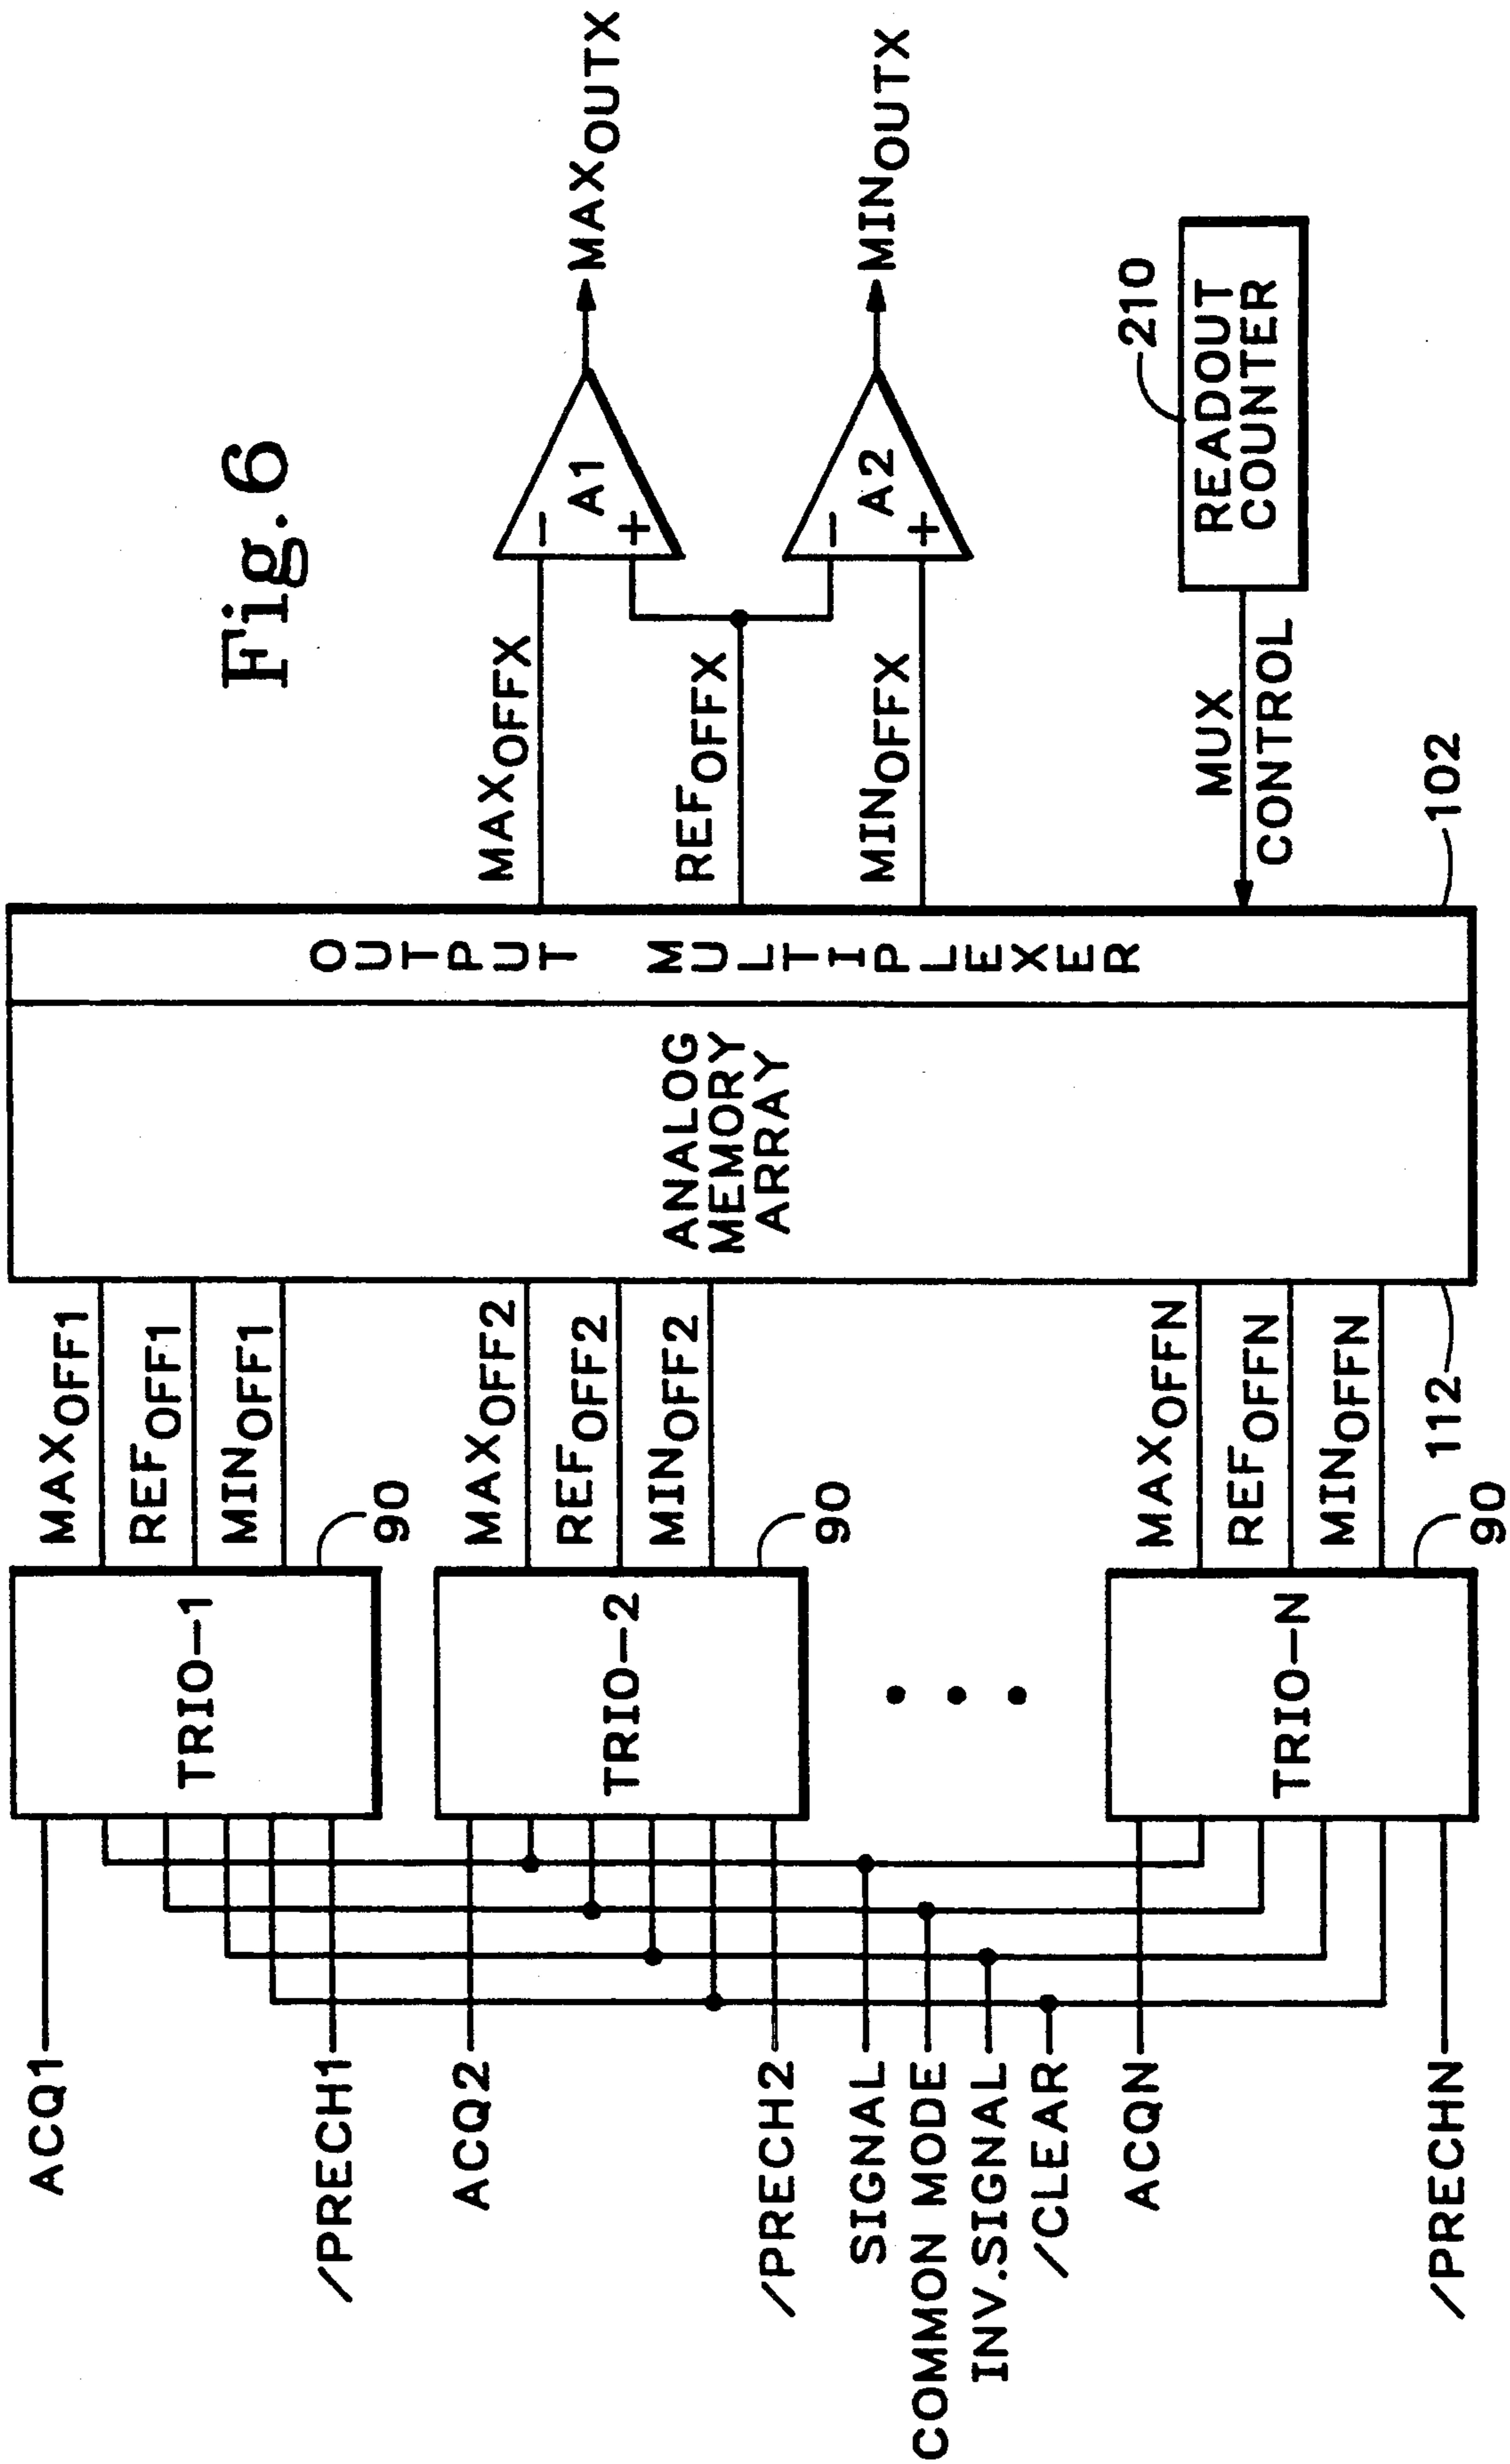 Fig. 6
ACQ1
/PRECH1
ACQ2
/PRECH2
SIGNAL
COMMON MODE
INV.SIGNAL
/CLEAR
ACQN
/PRECHN
TRIO-1
90
TRIO-2
90
TRIO-N
90
MAXOFF1
REFOFF1
MINOFF1
MAXOFF2
REFOFF2
MINOFF2
MAXOFFN
REFOFFN
MINOFFN
ANALOG
MEMORY
ARRAY
112
OUTPUT MULTIPLEXER
102
MAXOFFX
REFOFFX
MINOFFX
MUX
CONTROL
−
A1
+
−
A2
+
MAXOUTX
MINOUTX
210
READOUT
COUNTER